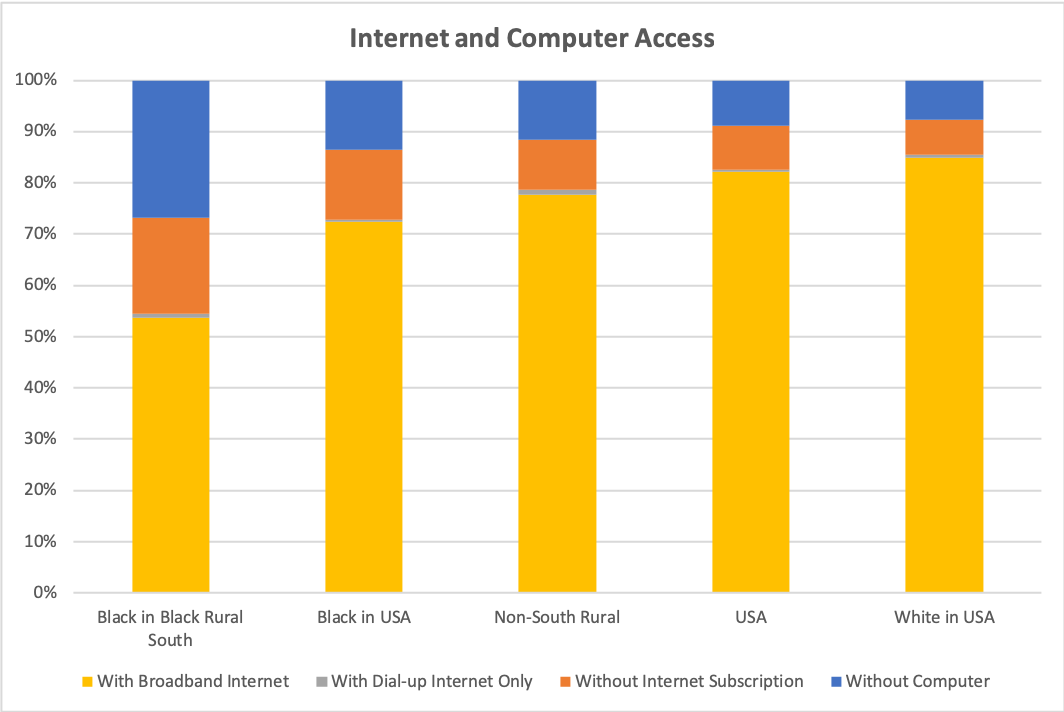 Internet and Computer Access
100%
90%
80%
70%
60%
50%
40%
30%
20%
10%
0%
Black in Black Rural South
Black in USA
Non-South Rural
USA
White in USA
With Broadband Internet
With Dial-up Internet Only
Without Internet Subscription
Without Computer